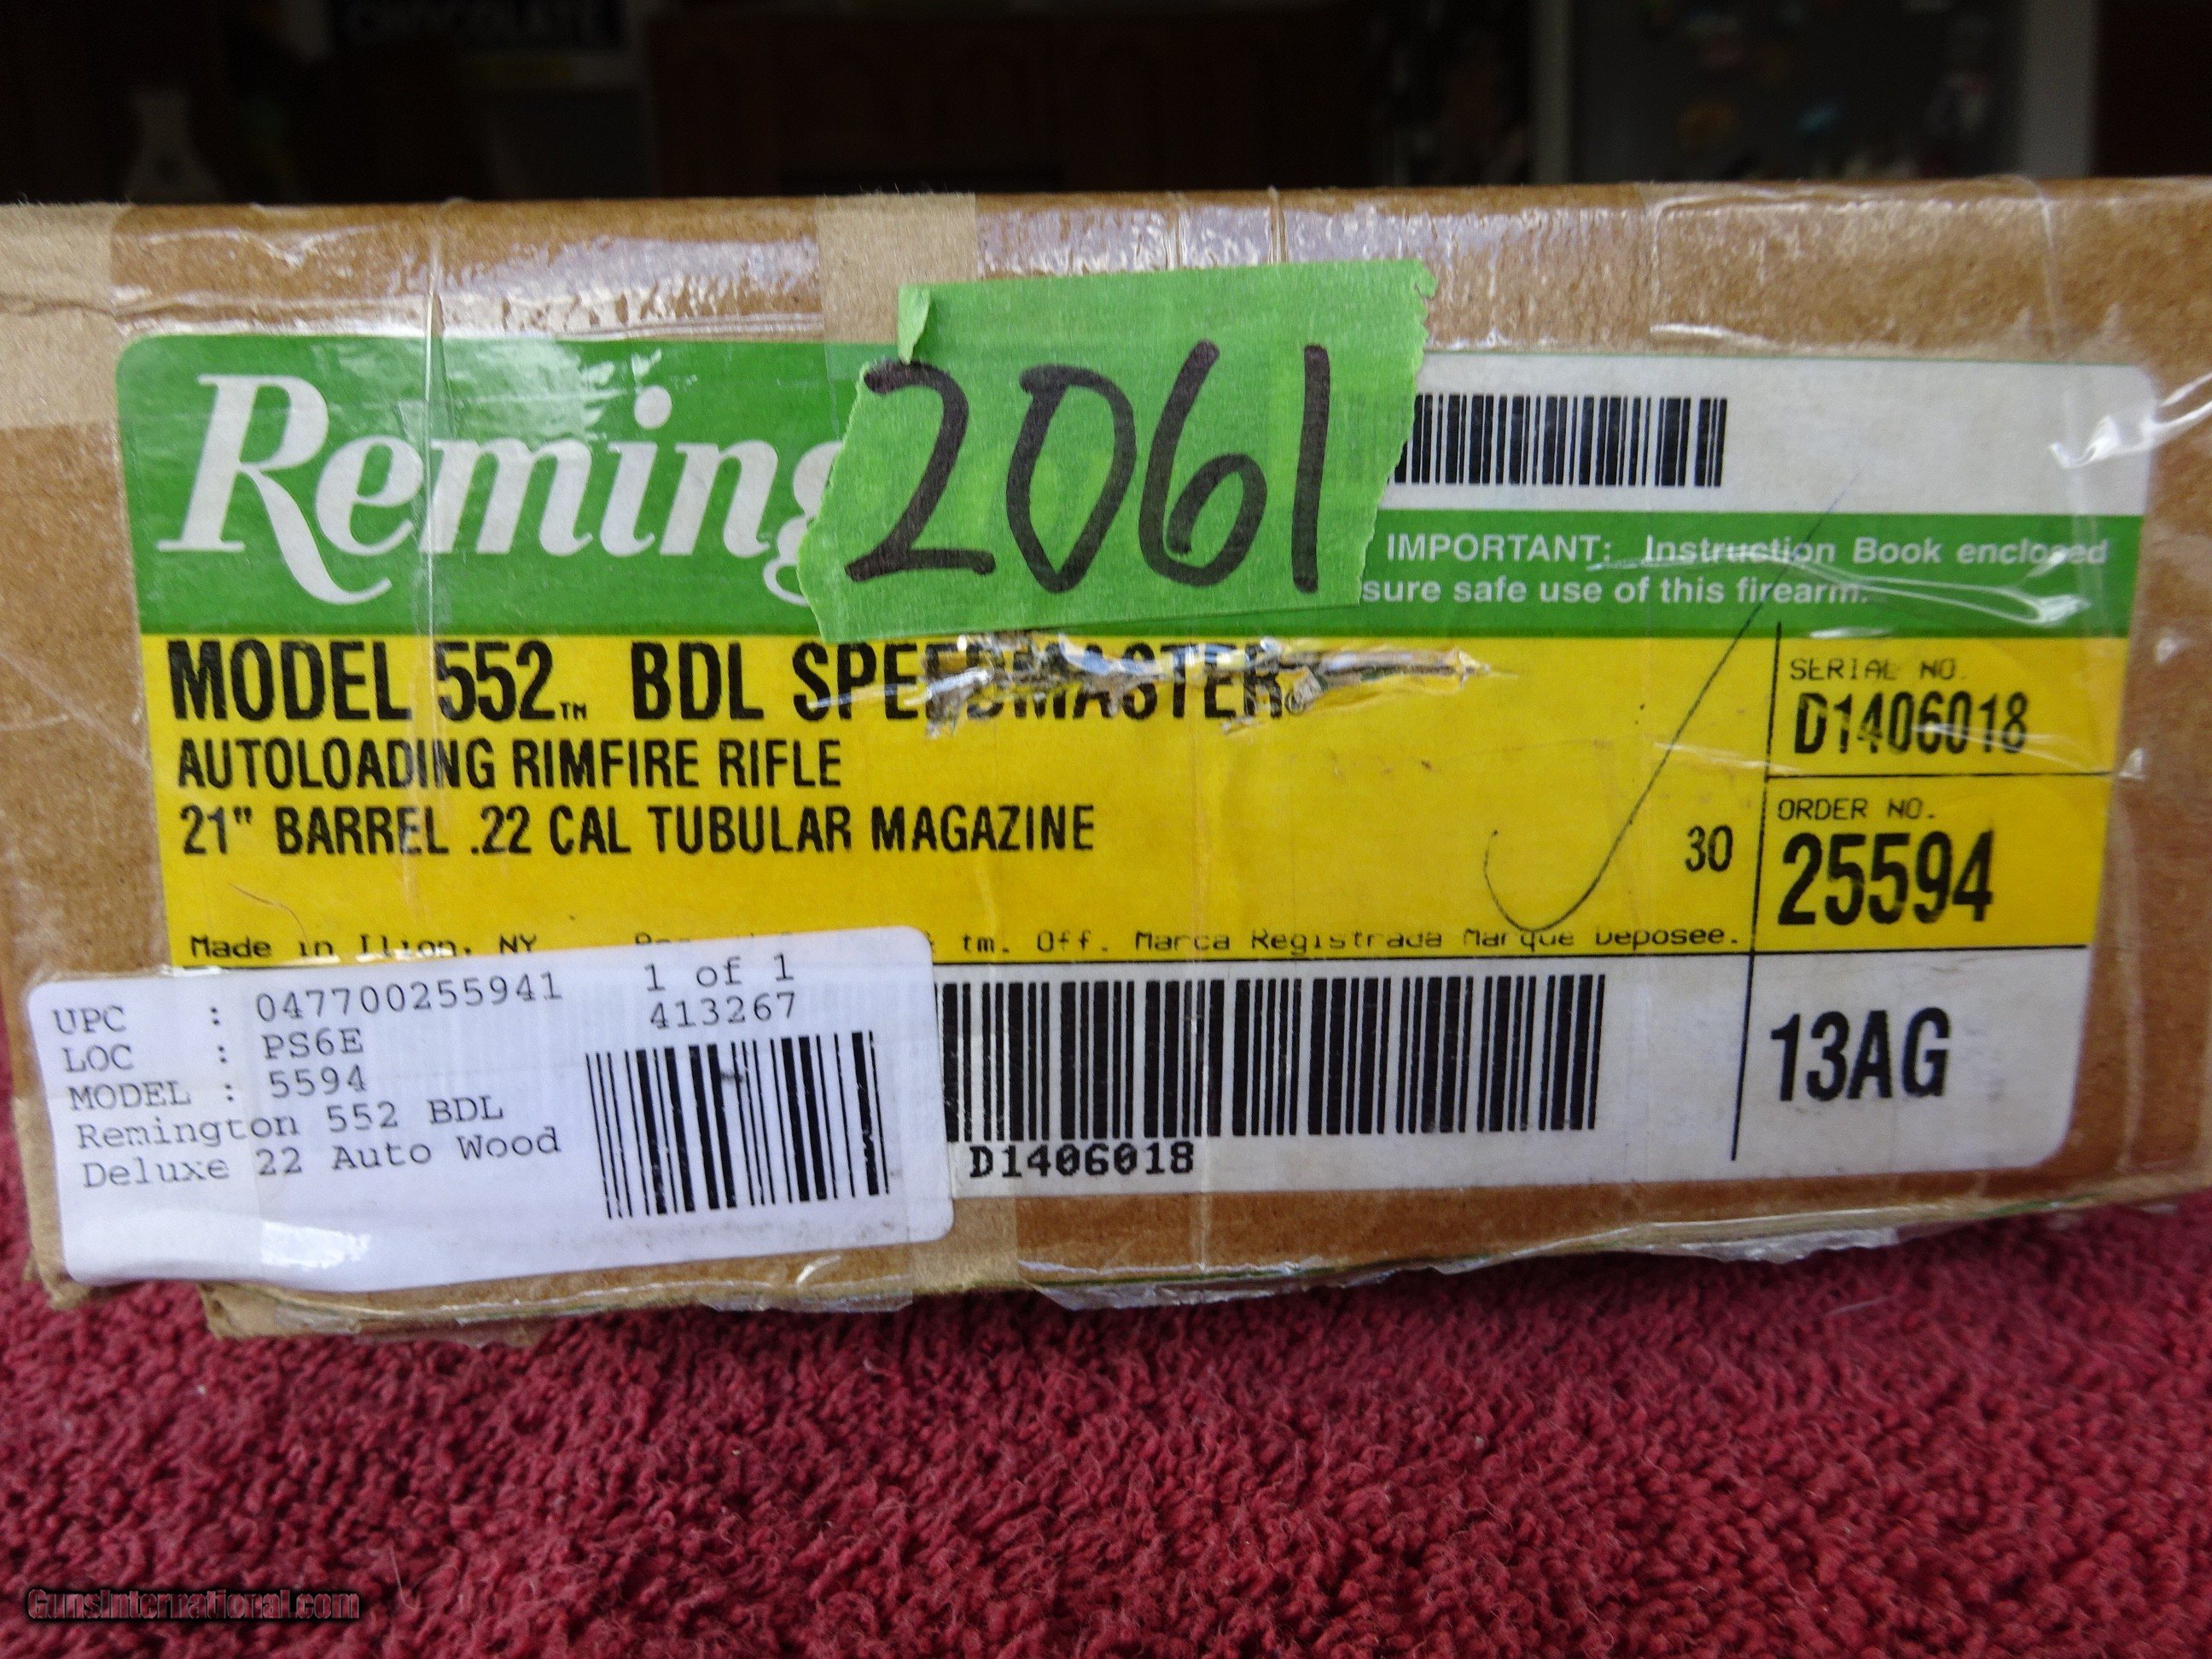 CHOCOLATE
2061
IMPORTANT: Instruction Book enclosed
sure safe use of this firearm.
MODEL 552™ BDL SPEEDMASTER®
AUTOLOADING RIMFIRE RIFLE
21" BARREL .22 CAL TUBULAR MAGAZINE
30
SERIAL NO.
D1406018
ORDER NO.
25594
Made in Ilion, NY
tm. Off. Marca Registrada Marque Deposee.
13AG
D1406018
UPC : 047700255941 1 of 1
LOC : PS6E 413267
MODEL : 5594
Remington 552 BDL
Deluxe 22 Auto Wood
GunsInternational.com